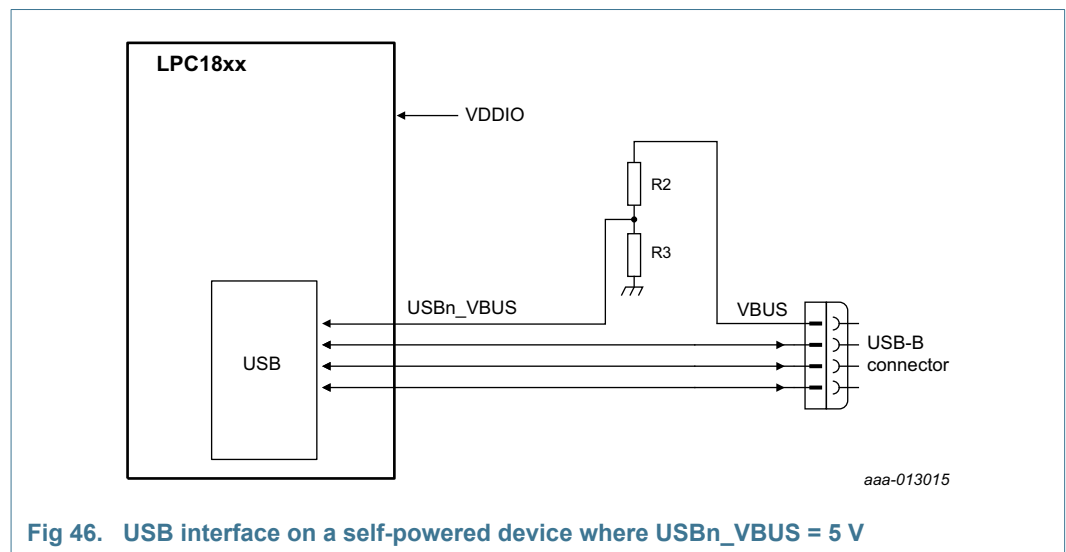 LPC18xx
VDDIO
R2
R3
USBn_VBUS
VBUS
USB
USB-B
connector
aaa-013015
Fig 46. USB interface on a self-powered device where USBn_VBUS = 5 V